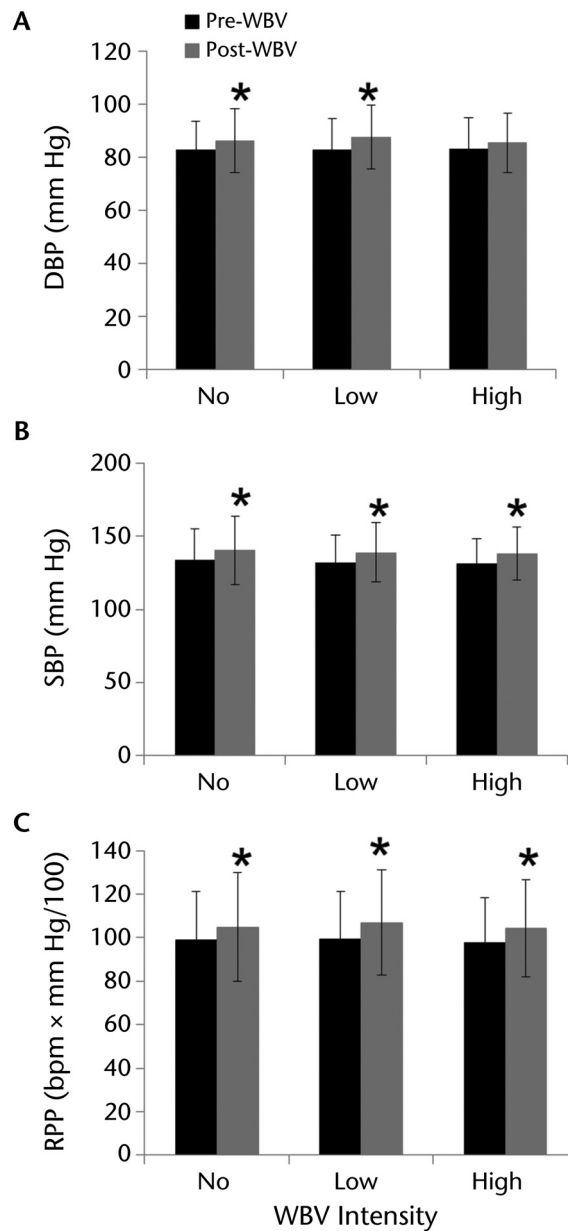 A
Pre-WBV
Post-WBV
DBP (mm Hg)
120
100
80
60
40
20
0
No Low High
B
SBP (mm Hg)
200
150
100
50
0
No Low High
C
RPP (bpm × mm Hg/100)
140
120
100
80
60
40
20
0
No Low High
WBV Intensity